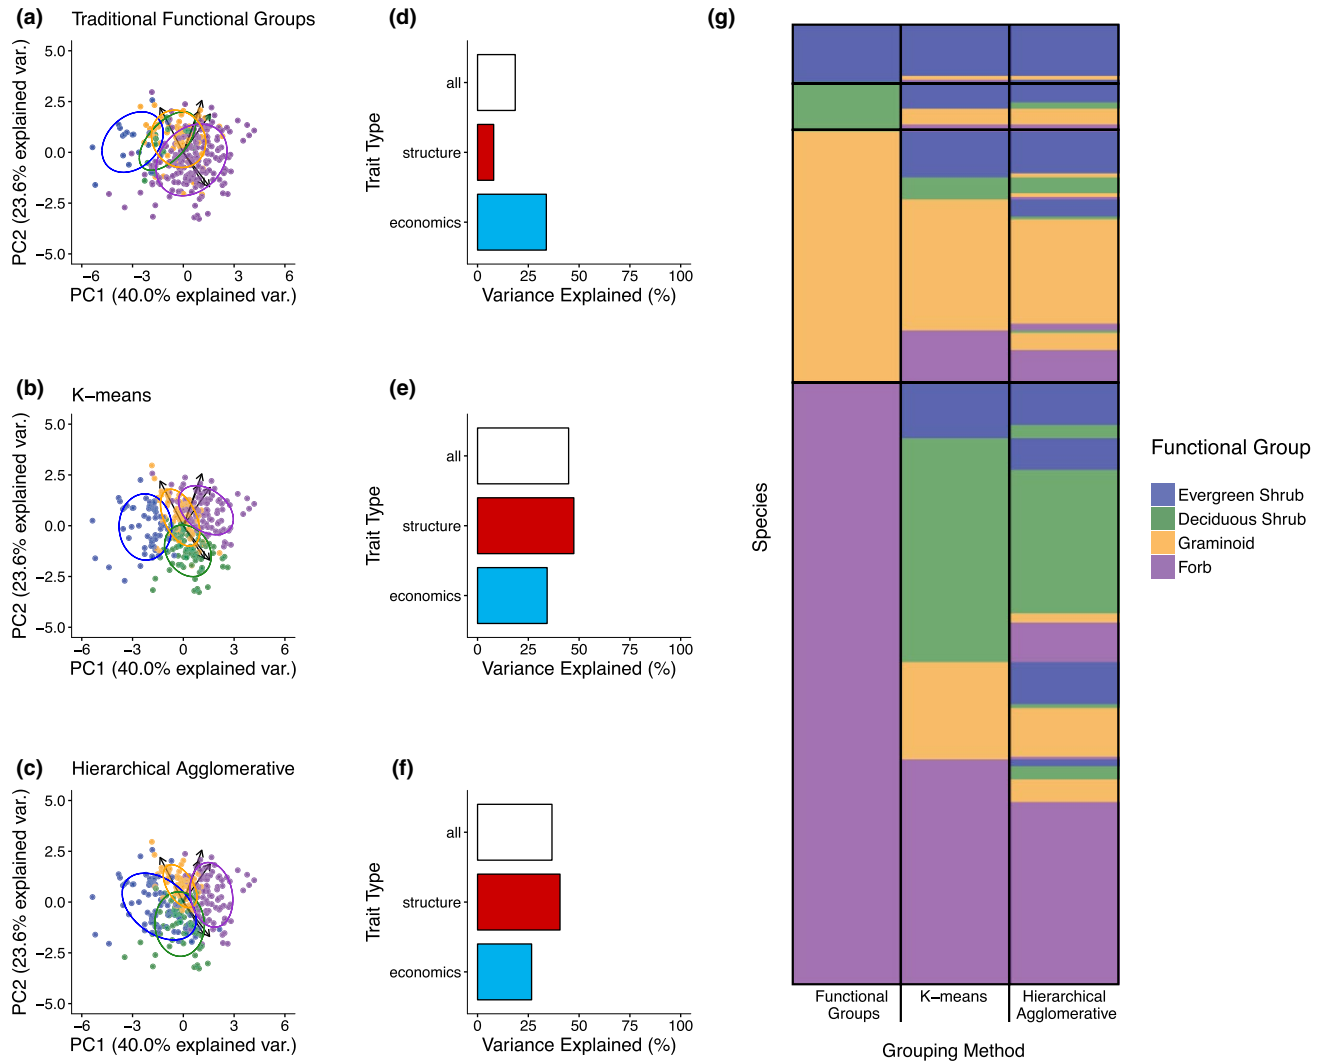 (a) Traditional Functional Groups
5.0
2.5
0.0
−2.5
−5.0
PC2 (23.6% explained var.)
−6 −3 0 3 6
PC1 (40.0% explained var.)
(d)
all
structure
economics
Trait Type
0 25 50 75 100
Variance Explained (%)
(b) K−means
5.0
2.5
0.0
−2.5
−5.0
PC2 (23.6% explained var.)
−6 −3 0 3 6
PC1 (40.0% explained var.)
(e)
all
structure
economics
Trait Type
0 25 50 75 100
Variance Explained (%)
(c) Hierarchical Agglomerative
5.0
2.5
0.0
−2.5
−5.0
PC2 (23.6% explained var.)
−6 −3 0 3 6
PC1 (40.0% explained var.)
(f)
all
structure
economics
Trait Type
0 25 50 75 100
Variance Explained (%)
(g)
Species
Functional
Groups
K−means
Hierarchical
Agglomerative
Grouping Method
Functional Group
Evergreen Shrub
Deciduous Shrub
Graminoid
Forb